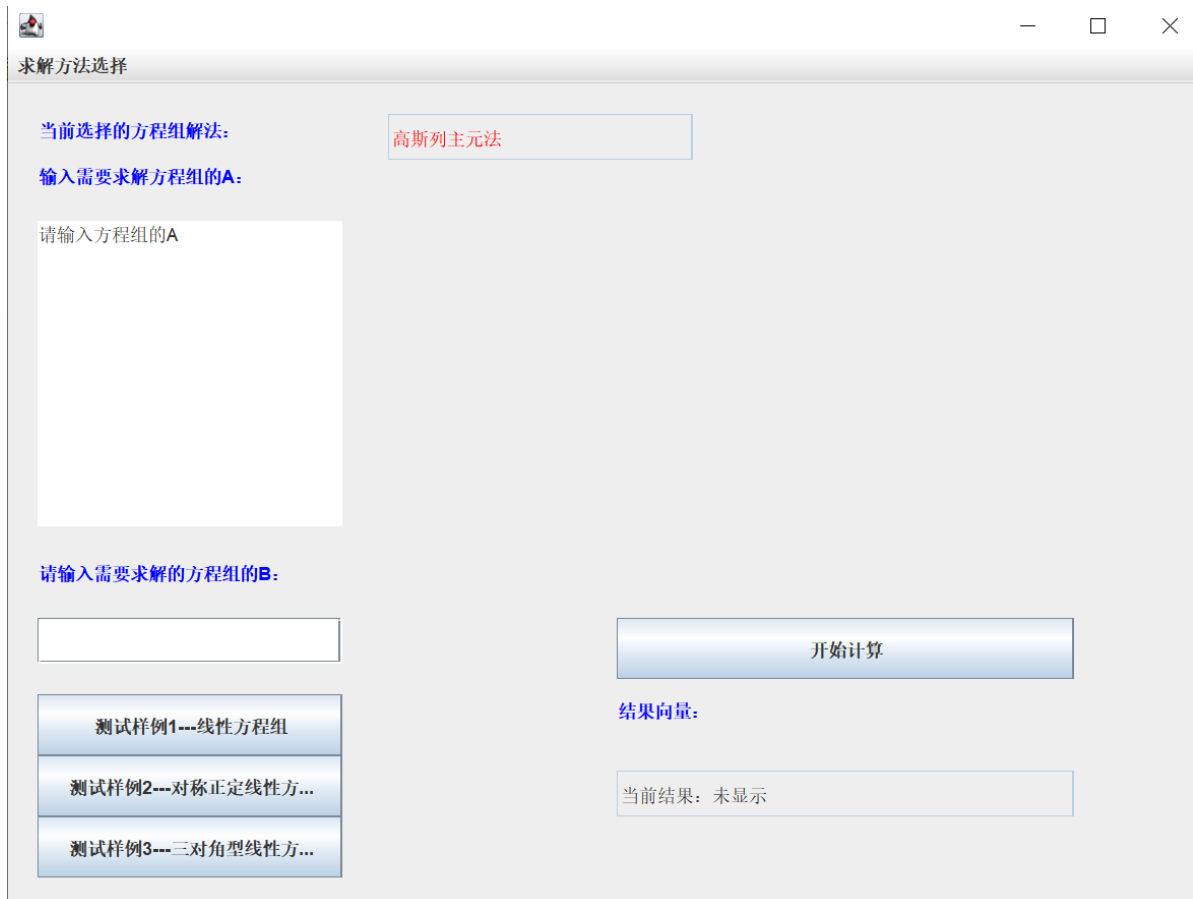 求解方法选择
当前选择的方程组解法：
高斯列主元法
输入需要求解方程组的A：
请输入方程组的A
请输入需要求解的方程组的B：
开始计算
测试样例1---线性方程组
结果向量：
测试样例2---对称正定线性方...
当前结果：未显示
测试样例3---三对角型线性方...